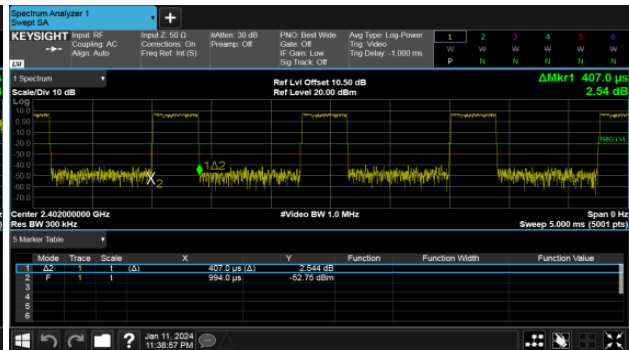 Spectrum Analyzer 1
Swept SA
+
KEYSIGHT Input: RF Input Z: 50 Ω #Atten: 30 dB PNO: Best Wide Avg Type: Log-Power 1 2 3 4 5 6
Coupling: AC Corrections: On Preamp: Off Gate: Off Trig: Video W W W W W W
Align: Auto Freq Ref: Int (S) IF Gain: Low Trig Delay: -1.000 ms P N N N N N
Sig Track: Off
LXI
1 Spectrum Ref Lvl Offset 10.50 dB ΔMkr1 407.0 µs
Scale/Div 10 dB Ref Level 20.00 dBm 2.54 dB
Log
10.0
0.00
-10.0
-20.0 TRIG LVL
-30.0
-40.0 1Δ2
-50.0
-60.0 X2
-70.0
Center 2.402000000 GHz #Video BW 1.0 MHz Span 0 Hz
Res BW 300 kHz Sweep 5.000 ms (5001 pts)
5 Marker Table
Mode Trace Scale X Y Function Function Width Function Value
1 Δ2 1 t (Δ) 407.0 µs (Δ) 2.544 dB
2 F 1 t 994.0 µs -52.75 dBm
3
4
5
6
? Jan 11, 2024
11:38:57 PM